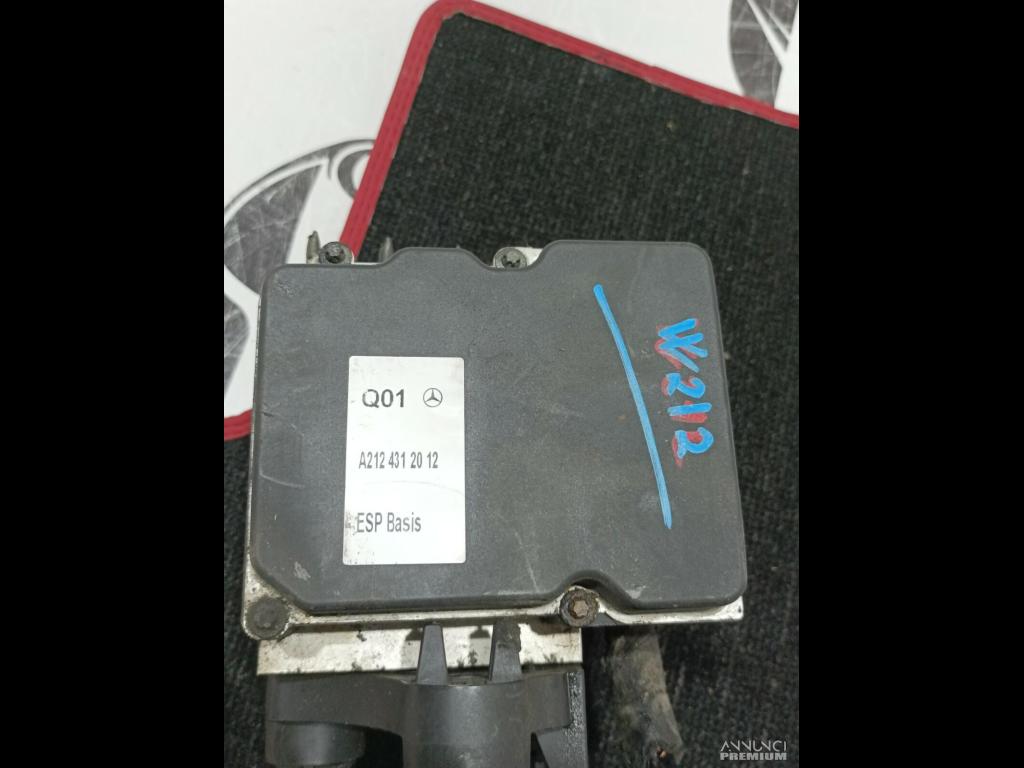 Q01
A212 431 20 12
ESP Basis
W212
ANNUNCI
PREMIUM